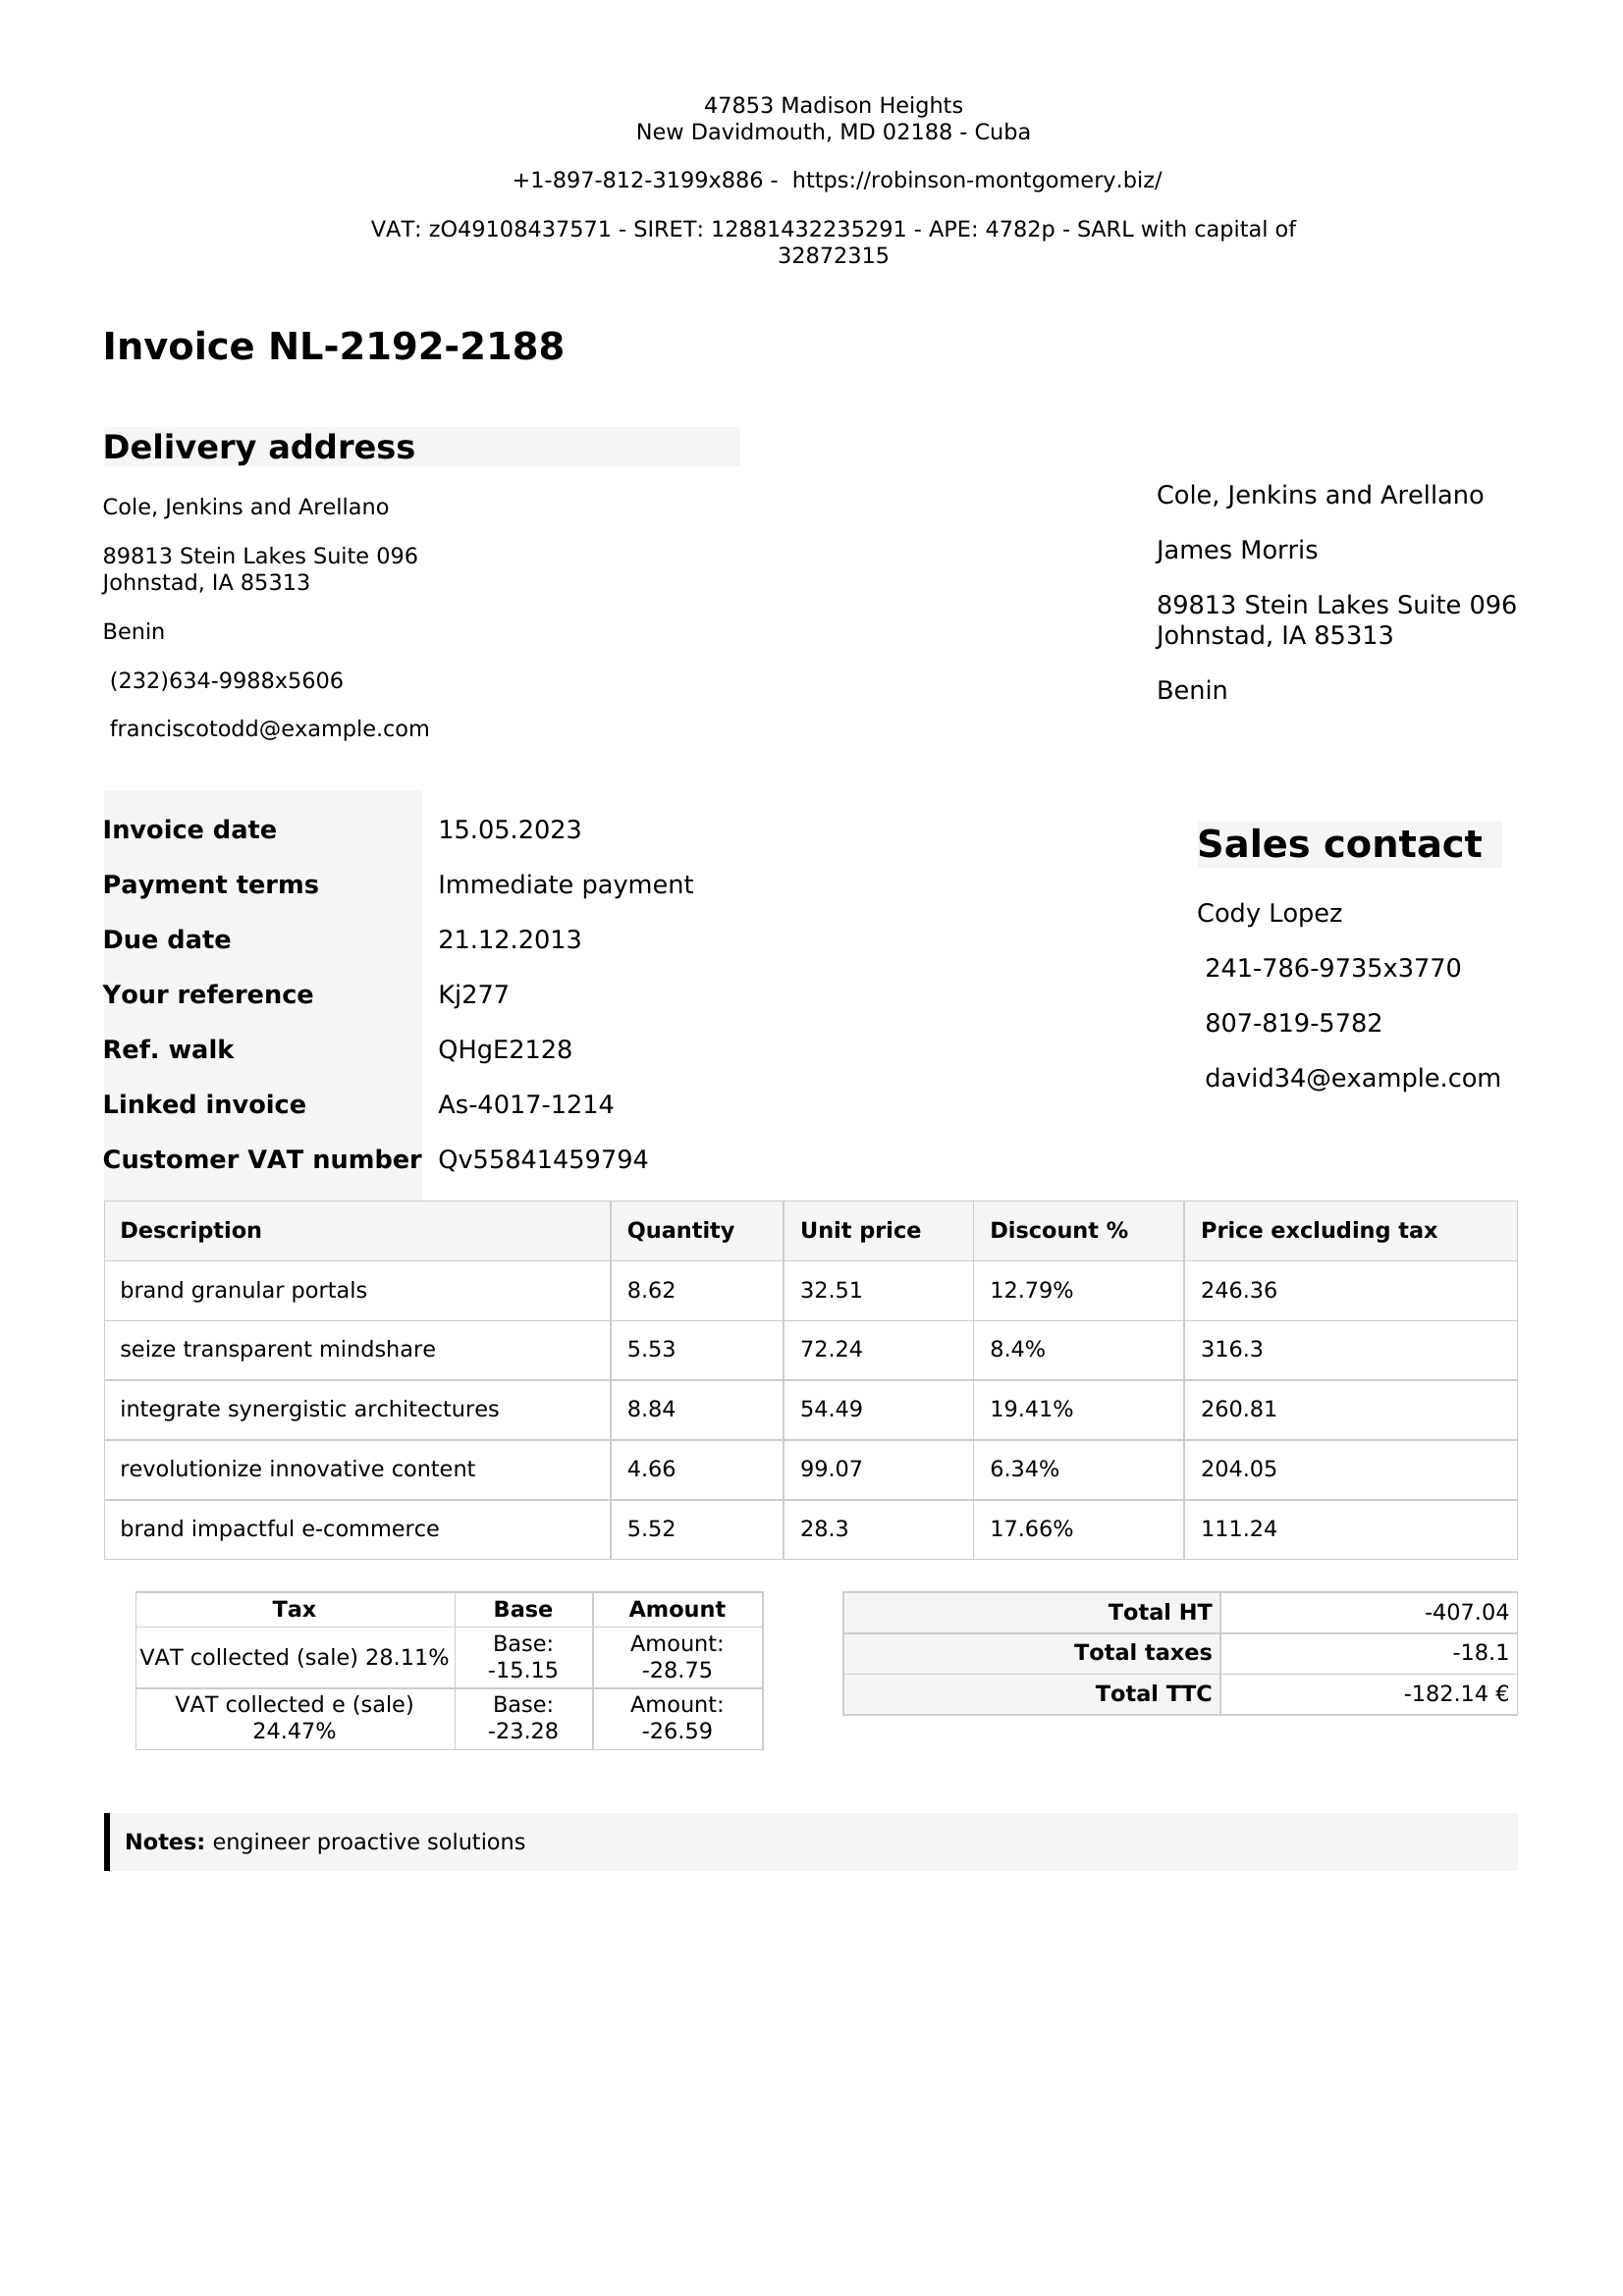 47853 Madison Heights
New Davidmouth, MD 02188 - Cuba
+1-897-812-3199x886 - https://robinson-montgomery.biz/
VAT: zO49108437571 - SIRET: 12881432235291 - APE: 4782p - SARL with capital of
32872315
Invoice NL-2192-2188
Delivery address
Cole, Jenkins and Arellano
89813 Stein Lakes Suite 096
Johnstad, IA 85313
Benin
(232)634-9988x5606
franciscotodd@example.com
Cole, Jenkins and Arellano
James Morris
89813 Stein Lakes Suite 096
Johnstad, IA 85313
Benin
Invoice date 15.05.2023
Payment terms Immediate payment
Due date 21.12.2013
Your reference Kj277
Ref. walk QHgE2128
Linked invoice As-4017-1214
Customer VAT number Qv55841459794
Sales contact
Cody Lopez
241-786-9735x3770
807-819-5782
david34@example.com
Description Quantity Unit price Discount % Price excluding tax
brand granular portals 8.62 32.51 12.79% 246.36
seize transparent mindshare 5.53 72.24 8.4% 316.3
integrate synergistic architectures 8.84 54.49 19.41% 260.81
revolutionize innovative content 4.66 99.07 6.34% 204.05
brand impactful e-commerce 5.52 28.3 17.66% 111.24
Tax Base Amount
VAT collected (sale) 28.11% Base: -15.15 Amount: -28.75
VAT collected e (sale) 24.47% Base: -23.28 Amount: -26.59
Total HT -407.04
Total taxes -18.1
Total TTC -182.14 €
Notes: engineer proactive solutions